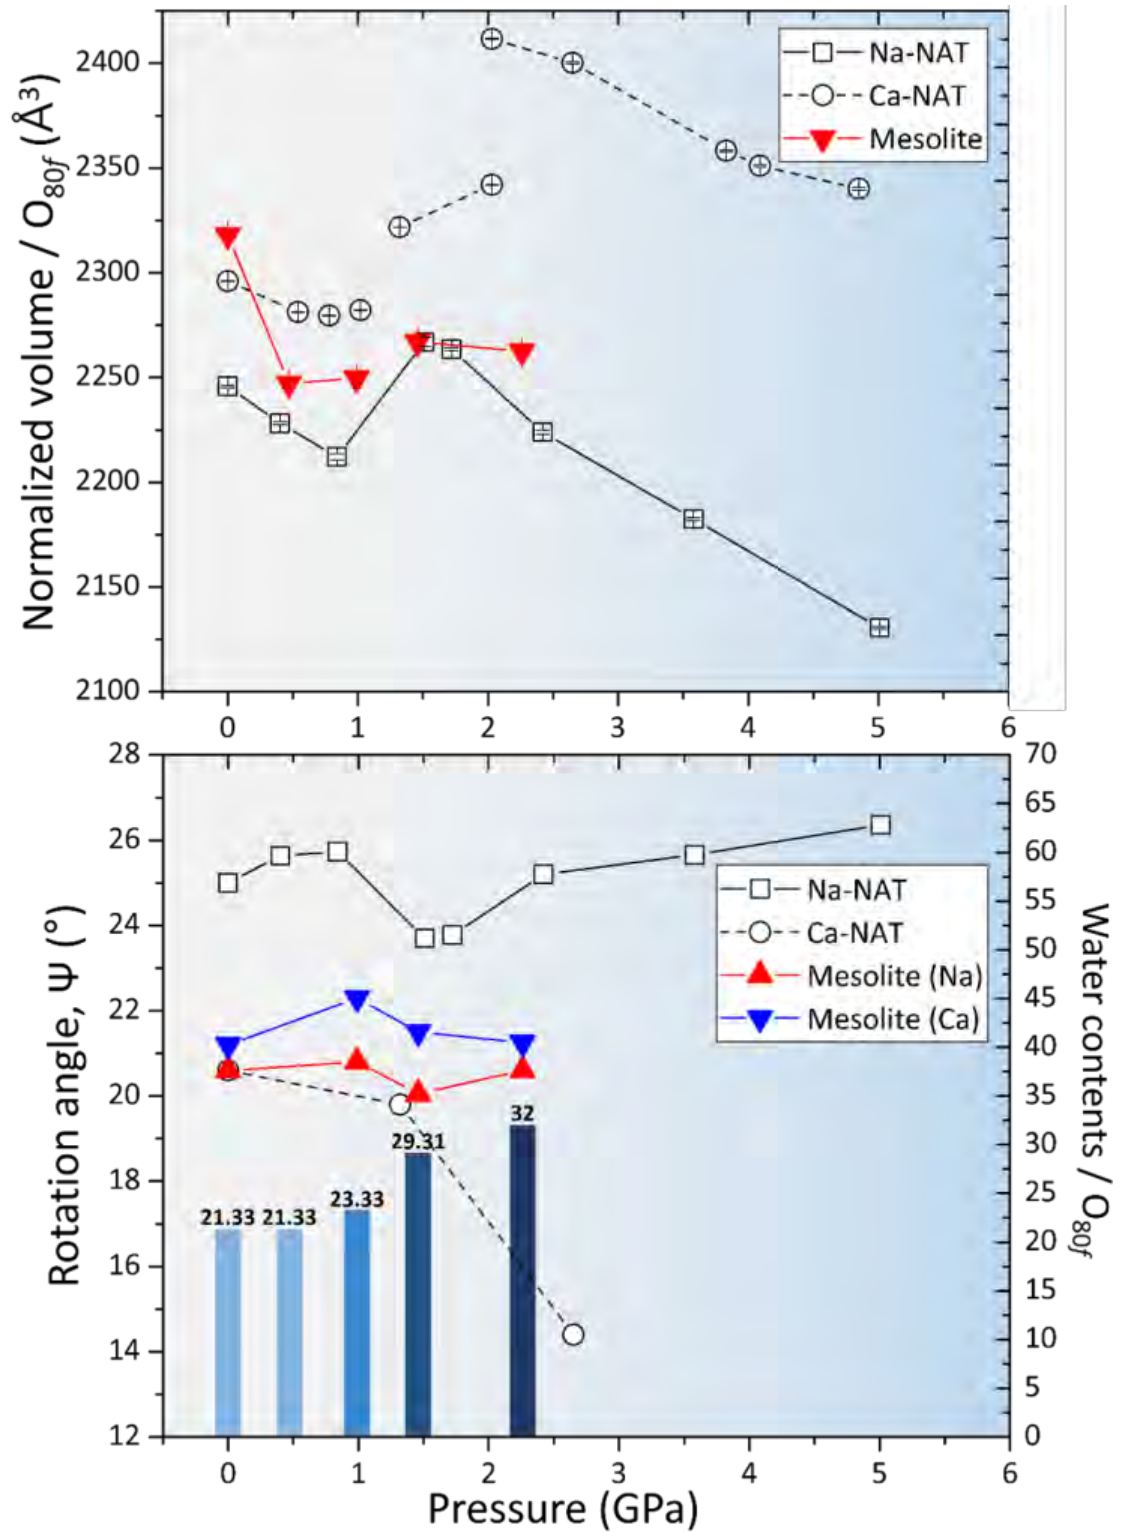 Normalized volume / O80f (Å3)
2400
2350
2300
2250
2200
2150
2100
Na-NAT
Ca-NAT
Mesolite
0 1 2 3 4 5 6
Rotation angle, Ψ (°)
28
26
24
22
20
18
16
14
12
Na-NAT
Ca-NAT
Mesolite (Na)
Mesolite (Ca)
21.33 21.33 23.33 29.31 32
70
65
60
55
50
45
40
35
30
25
20
15
10
5
0
Water contents / O80f
0 1 2 3 4 5 6
Pressure (GPa)